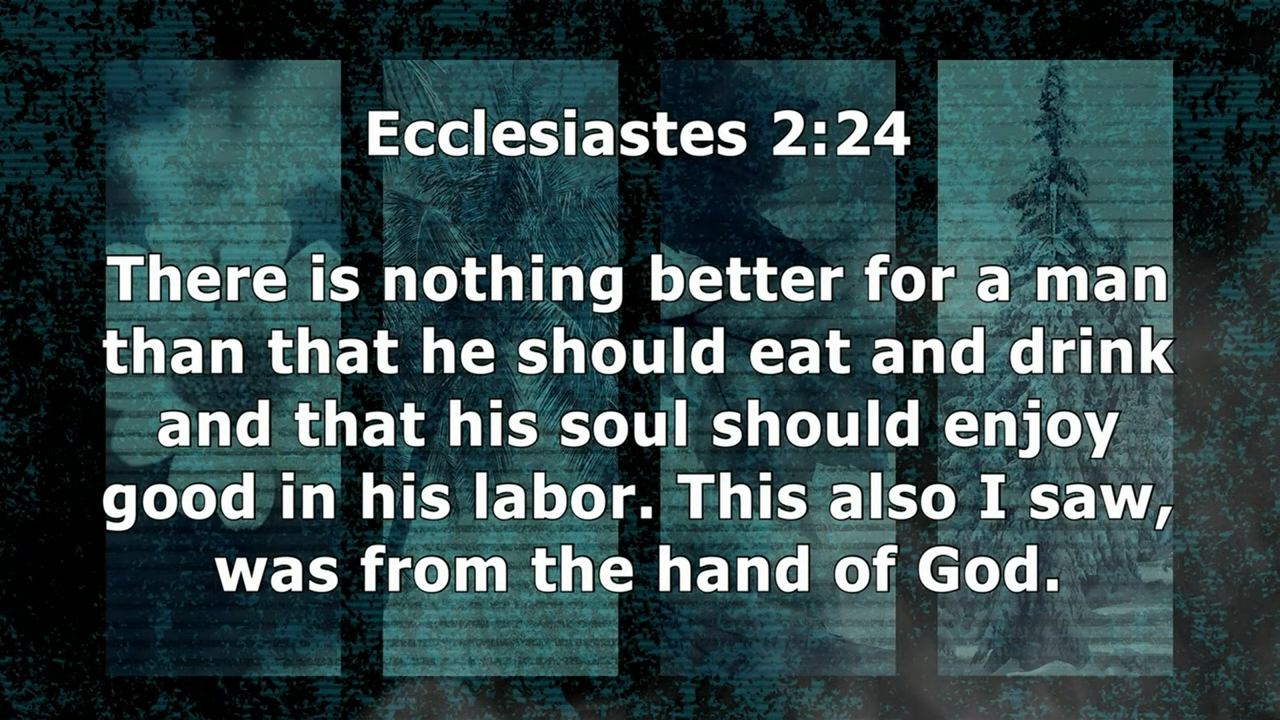 Ecclesiastes 2:24
There is nothing better for a man
than that he should eat and drink
and that his soul should enjoy
good in his labor. This also I saw,
was from the hand of God.